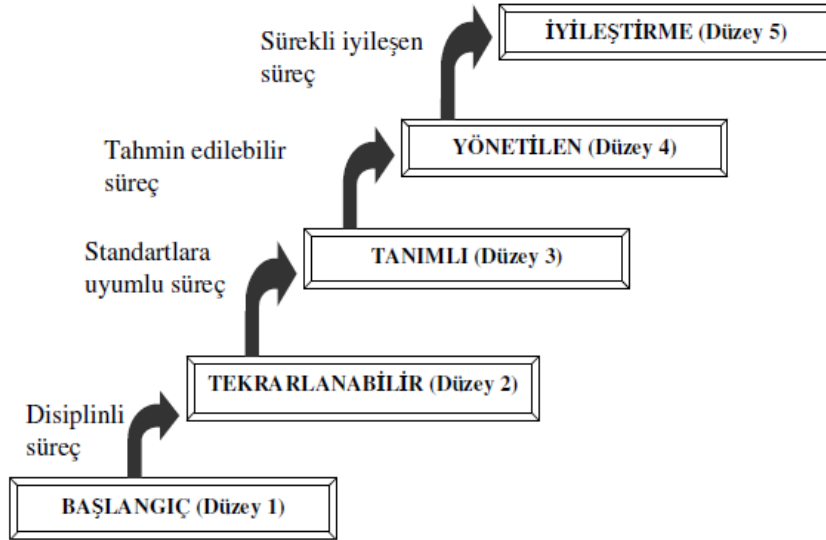 Sürekli iyileşen
süreç
İYİLEŞTİRME (Düzey 5)
Tahmin edilebilir
süreç
YÖNETİLEN (Düzey 4)
Standartlara
uyumlu süreç
TANIMLI (Düzey 3)
Disiplinli
süreç
TEKRARLANABİLİR (Düzey 2)
BAŞLANGIÇ (Düzey 1)